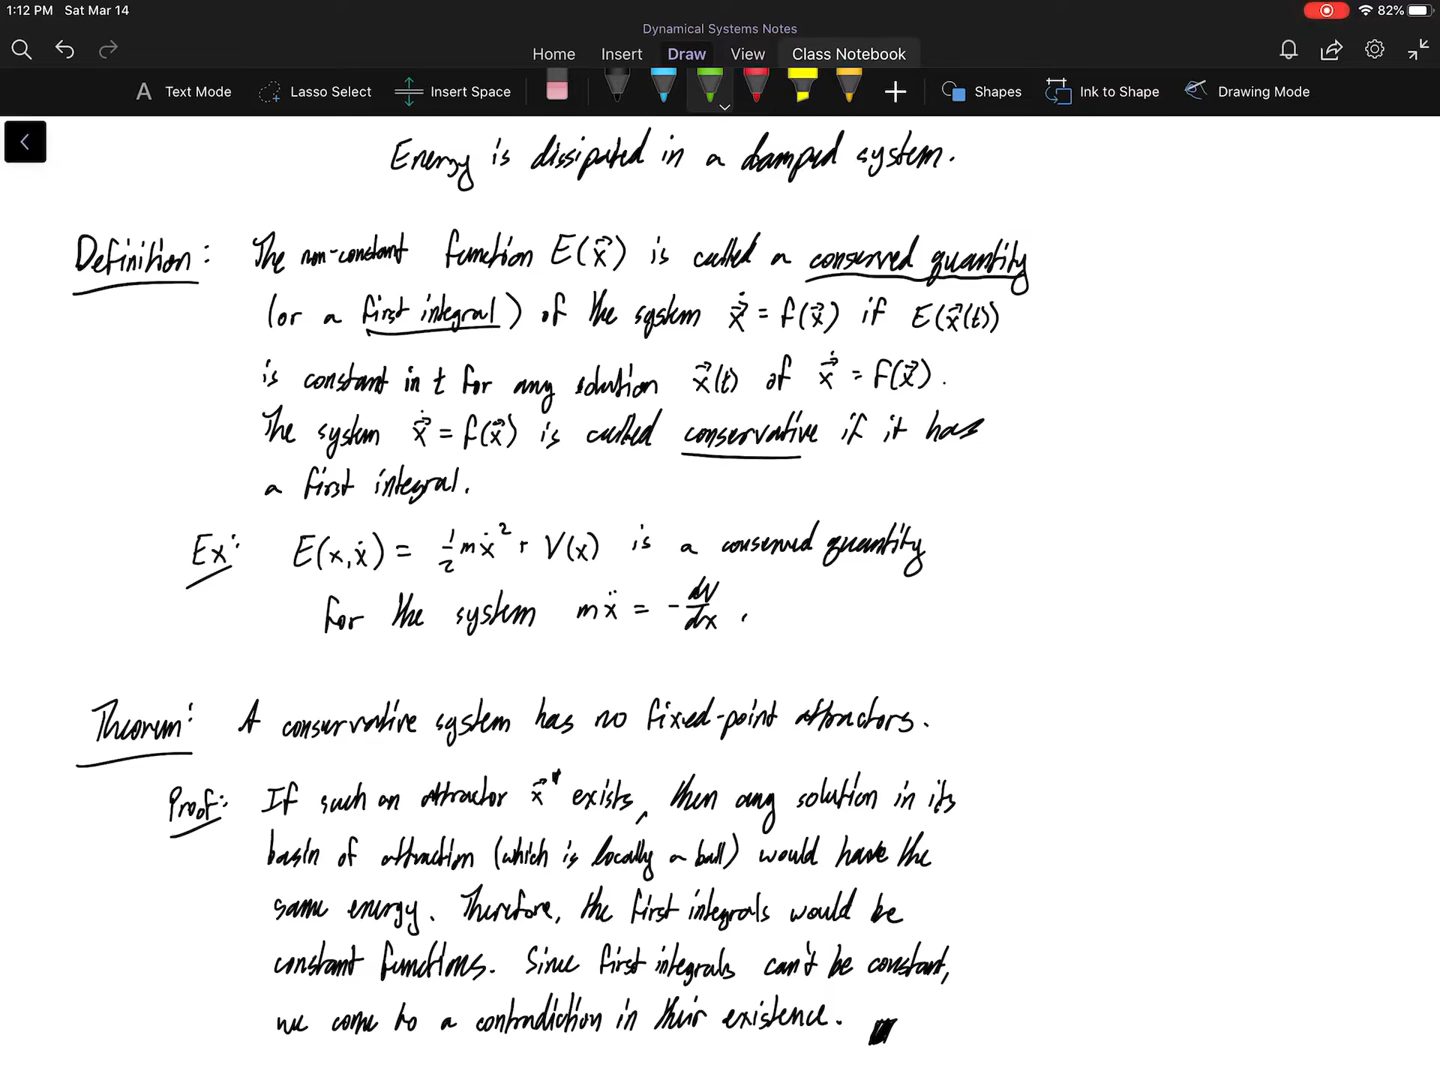 1:12 PM Sat Mar 14
82%
Dynamical Systems Notes
Home Insert Draw View Class Notebook
Text Mode Lasso Select Insert Space Shapes Ink to Shape Drawing Mode
Energy is dissipated in a damped system.
Definition: The non-constant function E(x⃗) is called a conserved quantity
(or a first integral) of the system ẋ⃗ = f(x⃗) if E(x⃗(t))
is constant in t for any solution x⃗(t) of ẋ⃗ = f(x⃗).
The system ẋ⃗ = f(x⃗) is called conservative if it has
a first integral.
Ex: E(x,ẋ) = ½mẋ² + V(x) is a conserved quantity
for the system mẍ = -dV/dx.
Theorem: A conservative system has no fixed-point attractors.
Proof: If such an attractor x⃗* exists, then any solution in its
basin of attraction (which is locally a ball) would have the
same energy. Therefore, the first integrals would be
constant functions. Since first integrals can't be constant,
we come to a contradiction in their existence.